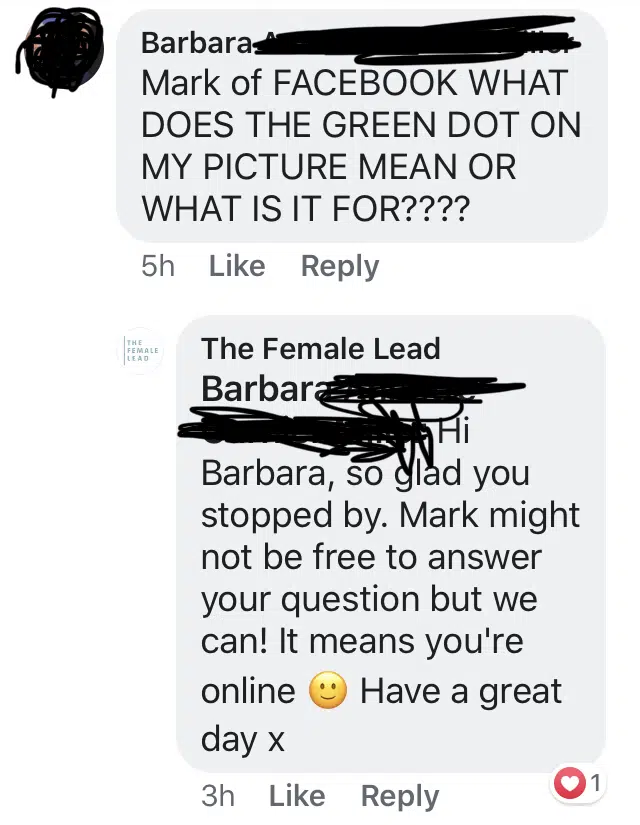 Barbara
Mark of FACEBOOK WHAT
DOES THE GREEN DOT ON
MY PICTURE MEAN OR
WHAT IS IT FOR????
5h Like Reply
THE
FEMALE
LEAD
The Female Lead
Barbara
Hi
Barbara, so glad you
stopped by. Mark might
not be free to answer
your question but we
can! It means you're
online 🙂 Have a great
day x
1
3h Like Reply